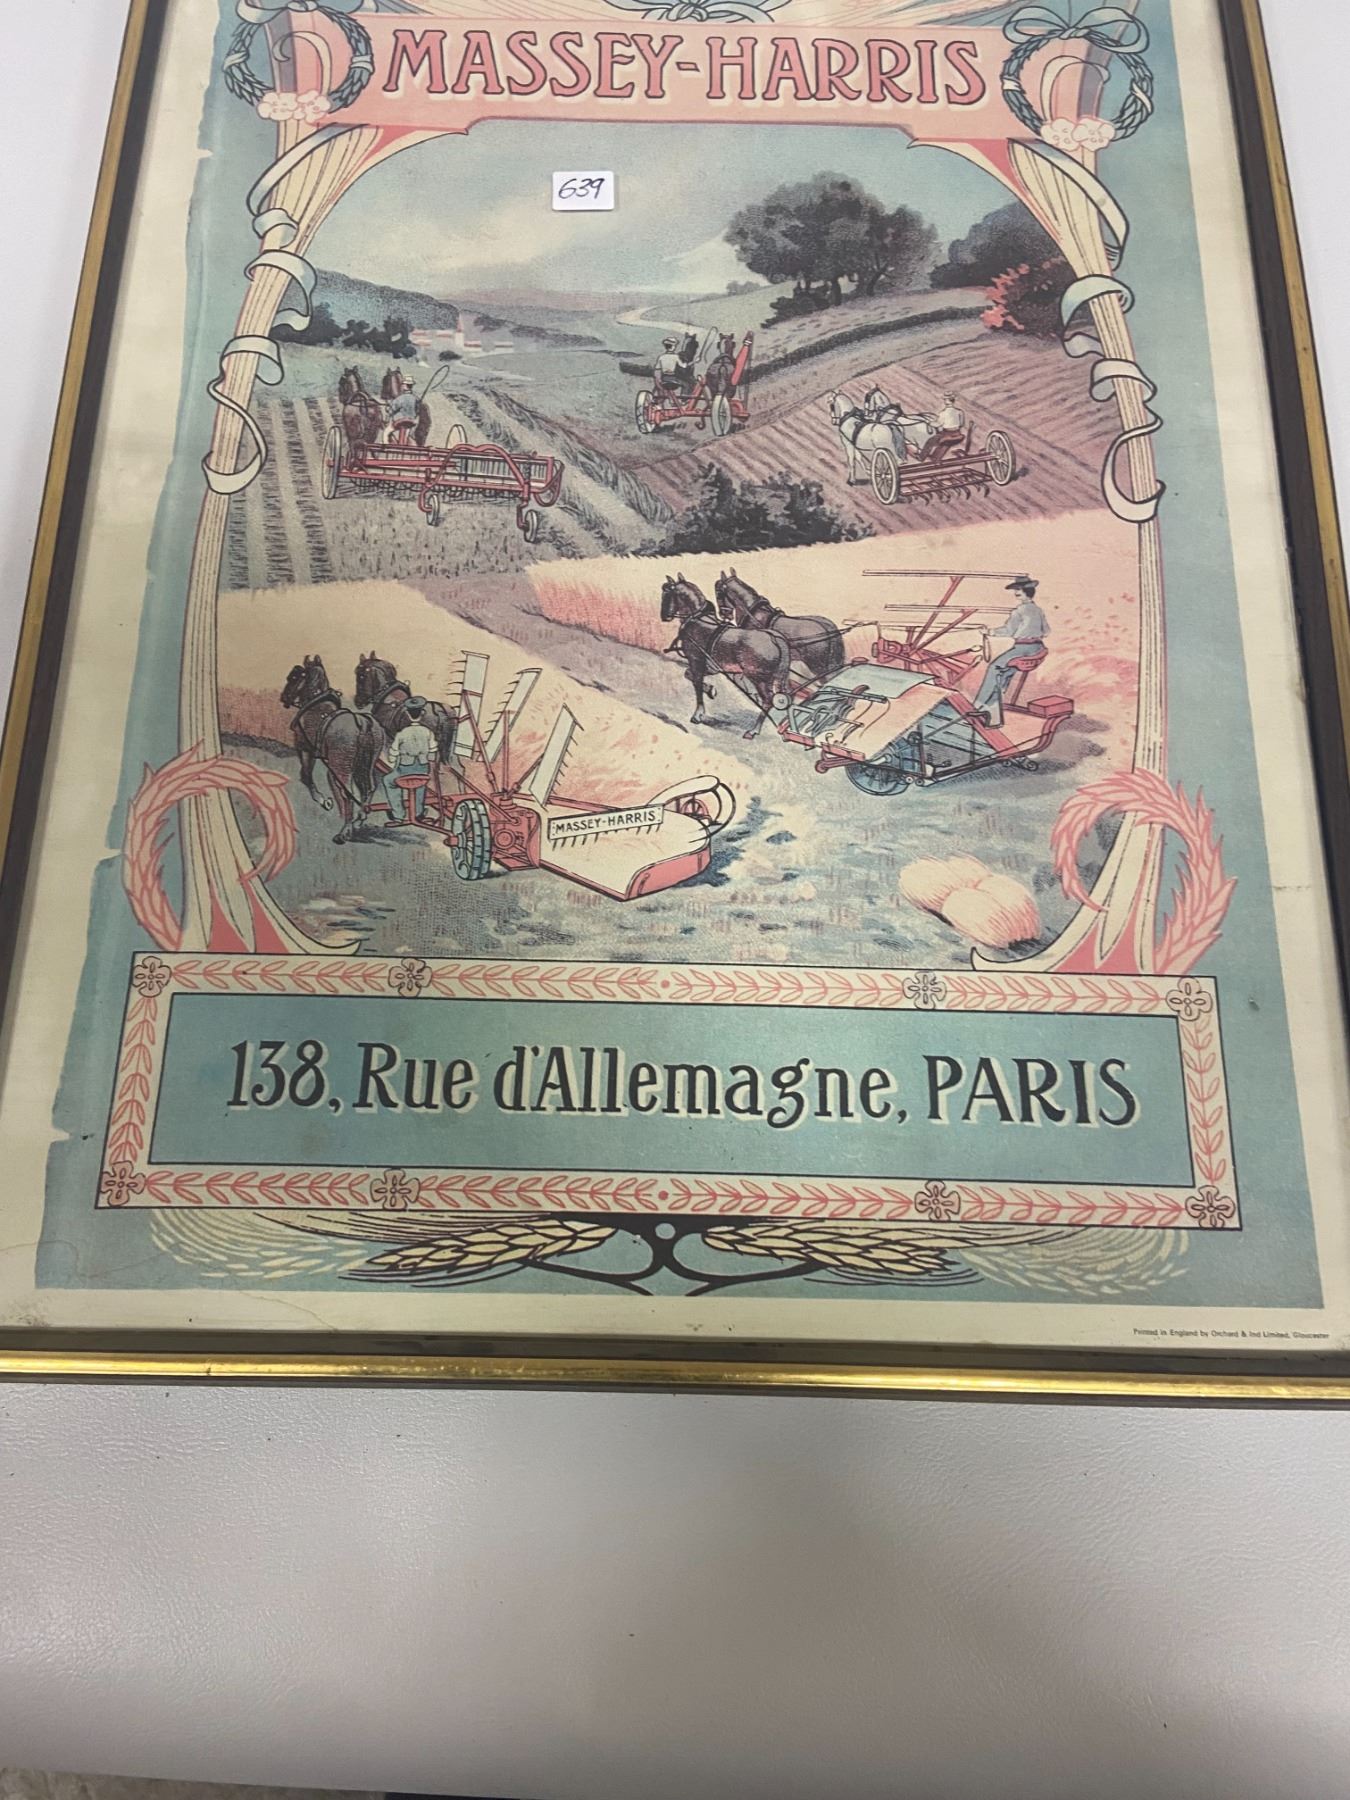 MASSEY-HARRIS
639
MASSEY-HARRIS
138, Rue d'Allemagne, PARIS
Printed in England by Orchard & Ind Limited, Gloucester